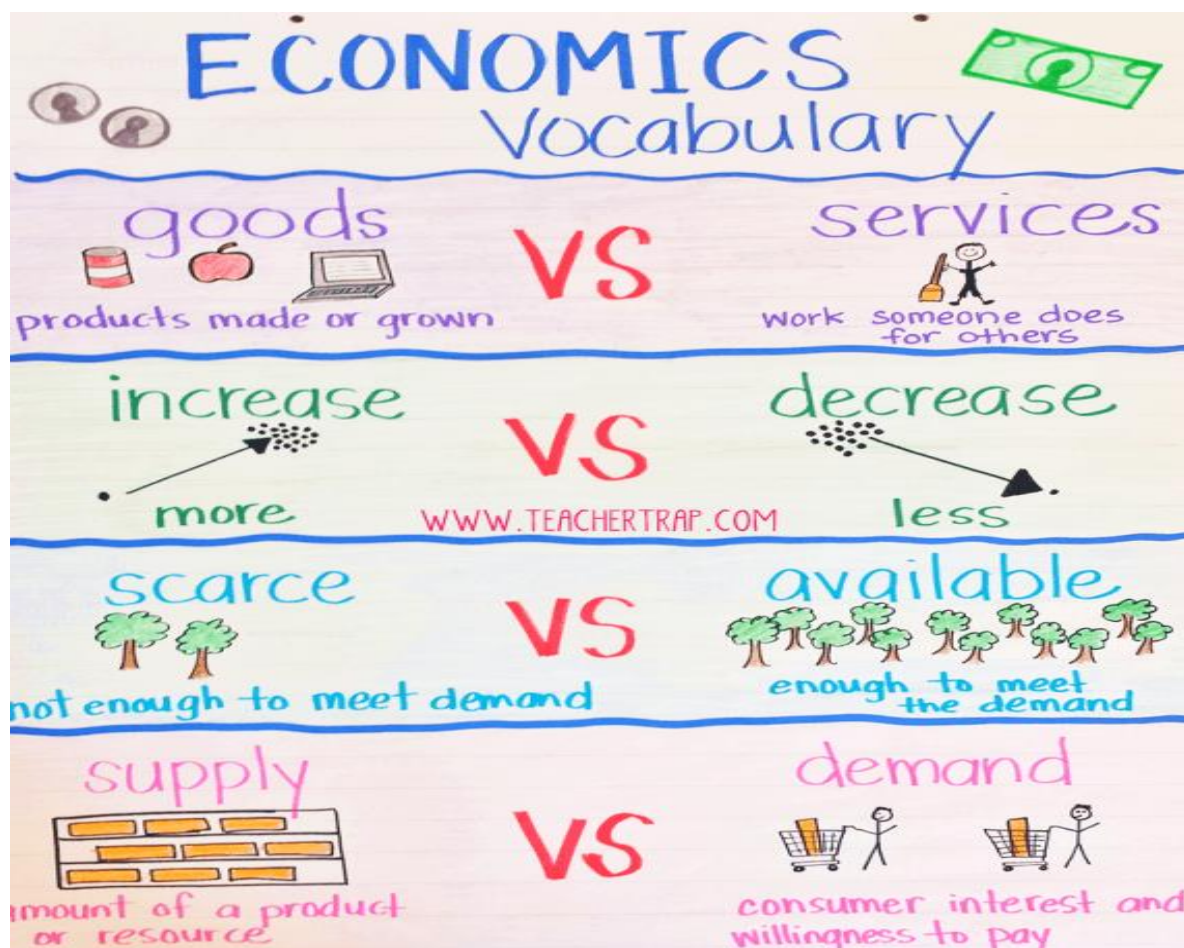 ECONOMICS
Vocabulary
goods VS services
products made or grown
work someone does
for others
increase VS decrease
more
less
WWW.TEACHERTRAP.COM
scarce VS available
not enough to meet demand
enough to meet
the demand
supply VS demand
mount of a product
or resource
consumer interest and
willingness to pay